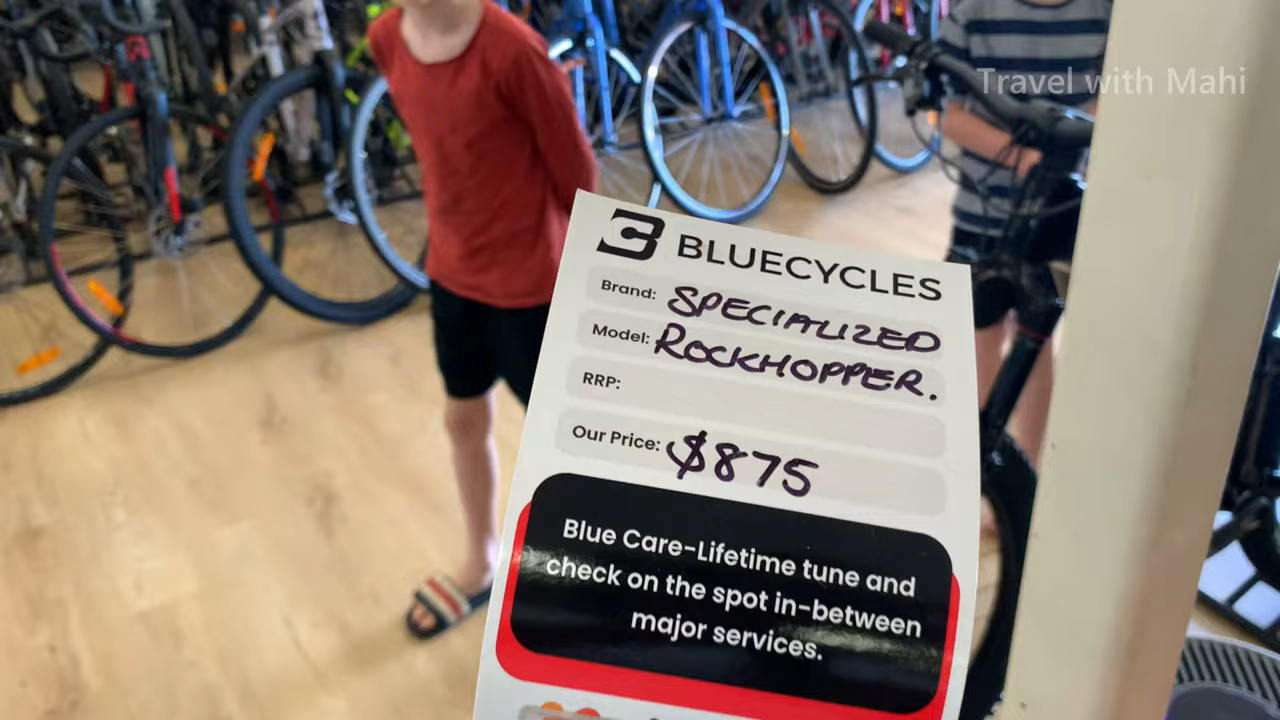 Travel with Mahi
BLUECYCLES
Brand: SPECIALIZED
Model: ROCKHOPPER.
RRP:
Our Price: $875
Blue Care-Lifetime tune and
check on the spot in-between
major services.